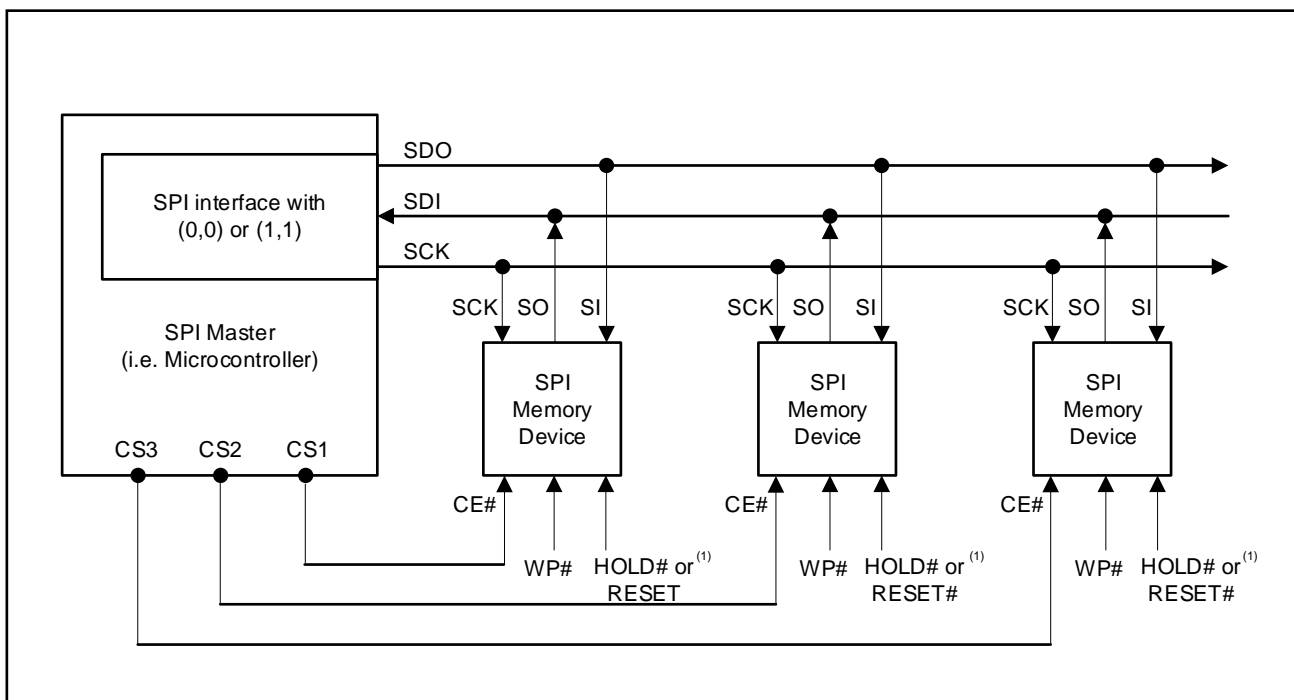 SDO
SPI interface with
(0,0) or (1,1)
SDI
SCK
SPI Master
(i.e. Microcontroller)
SCK SO SI
SCK SO SI
SCK SO SI
SPI
Memory
Device
SPI
Memory
Device
SPI
Memory
Device
CS3 CS2 CS1
CE#
WP#
HOLD# or (1)
RESET
CE#
WP#
HOLD# or (1)
RESET#
CE#
WP#
HOLD# or (1)
RESET#